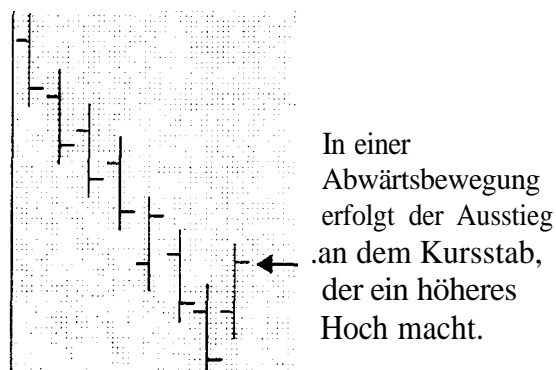 In einer
Abwärtsbewegung
erfolgt der Ausstieg
.an dem Kursstab,
der ein höheres
Hoch macht.